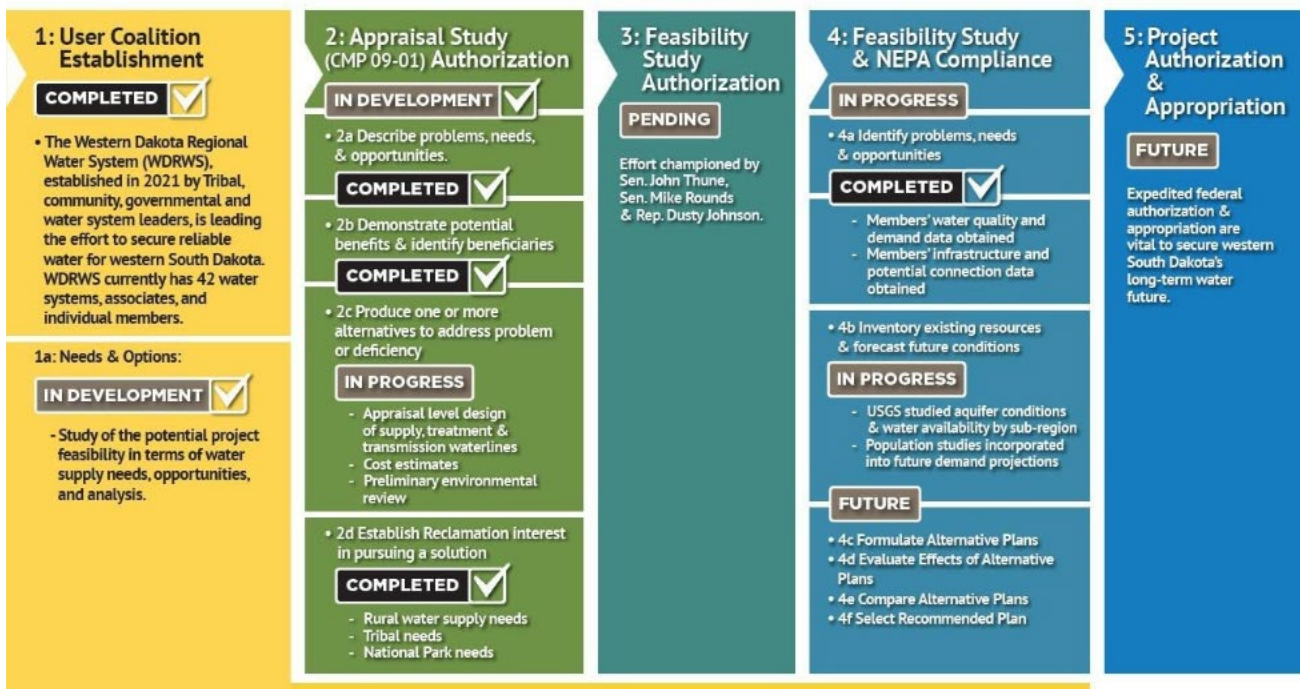 1: User Coalition
Establishment
COMPLETED
• The Western Dakota Regional
Water System (WDRWS),
established in 2021 by Tribal,
community, governmental and
water system leaders, is leading
the effort to secure reliable
water for western South Dakota.
WDRWS currently has 42 water
systems, associates, and
individual members.
1a: Needs & Options:
IN DEVELOPMENT
- Study of the potential project
feasibility in terms of water
supply needs, opportunities,
and analysis.
2: Appraisal Study
(CMP 09-01) Authorization
IN DEVELOPMENT
• 2a Describe problems, needs,
& opportunities.
COMPLETED
• 2b Demonstrate potential
benefits & identify beneficiaries
COMPLETED
• 2c Produce one or more
alternatives to address problem
or deficiency
IN PROGRESS
- Appraisal level design
of supply, treatment &
transmission waterlines
- Cost estimates
- Preliminary environmental
review
• 2d Establish Reclamation interest
in pursuing a solution
COMPLETED
- Rural water supply needs
- Tribal needs
- National Park needs
3: Feasibility
Study
Authorization
PENDING
Effort championed by
Sen. John Thune,
Sen. Mike Rounds
& Rep. Dusty Johnson.
4: Feasibility Study
& NEPA Compliance
IN PROGRESS
• 4a Identify problems, needs
& opportunities
COMPLETED
- Members' water quality and
demand data obtained
- Members' infrastructure and
potential connection data
obtained
• 4b Inventory existing resources
& forecast future conditions
IN PROGRESS
- USGS studied aquifer conditions
& water availability by sub-region
- Population studies incorporated
into future demand projections
FUTURE
• 4c Formulate Alternative Plans
• 4d Evaluate Effects of Alternative
Plans
• 4e Compare Alternative Plans
• 4f Select Recommended Plan
5: Project
Authorization
&
Appropriation
FUTURE
Expedited federal
authorization &
appropriation are
vital to secure western
South Dakota's
long-term water
future.